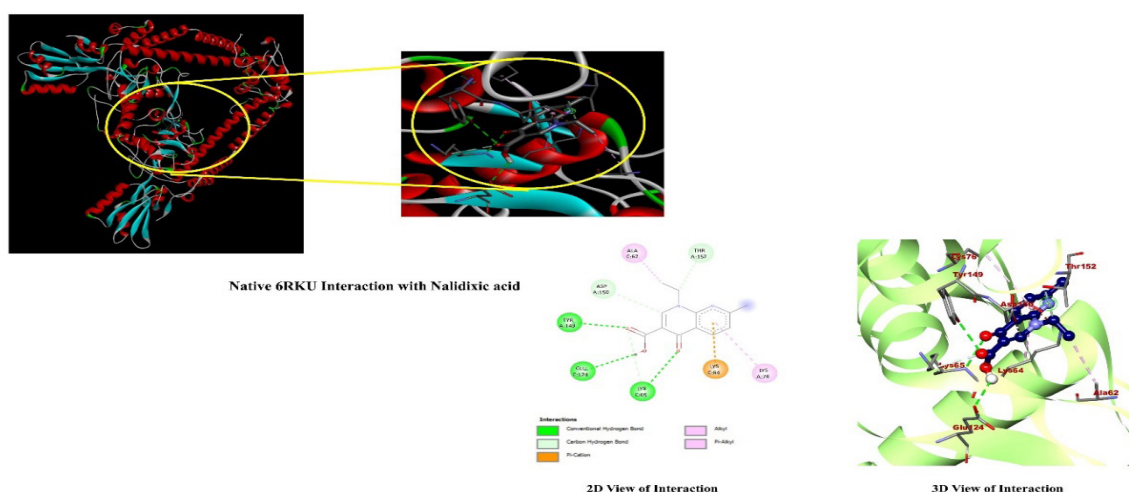 Native 6RKU Interaction with Nalidixic acid
ALA
C:62
THR
A:152
ASP
A:150
TYR
A:149
GLU
LYS
C:65
LYS
C:64
LYS
A:76
Interactions
Conventional Hydrogen Bond
Carbon Hydrogen Bond
Pi-Cation
Alkyl
Pi-Alkyl
2D View of Interaction
Lys76
Tyr149
Thr152
Lys65
Lys64
Ala62
Glu124
3D View of Interaction